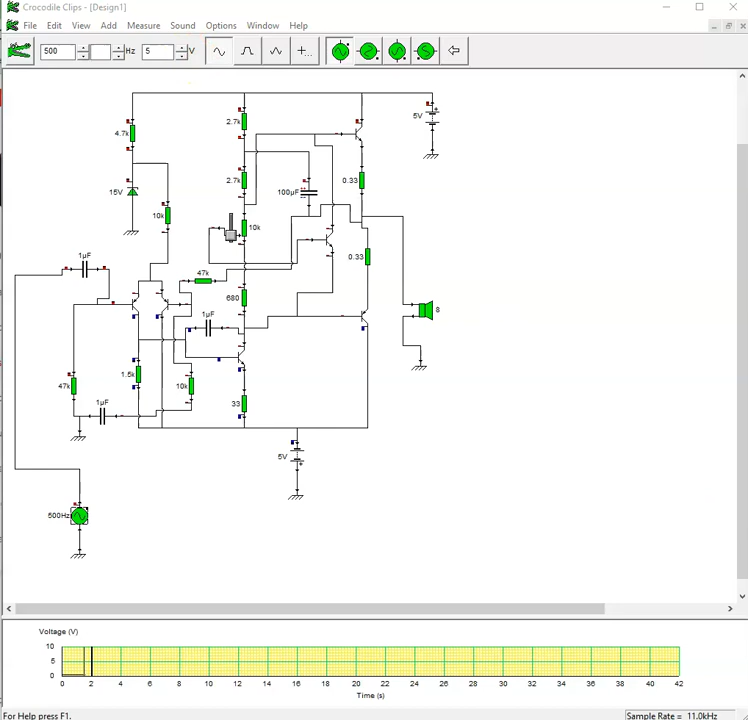 Crocodile Clips - [Design1]
File Edit View Add Measure Sound Options Window Help
500 Hz 5 V +...
5V
4.7k 2.7k
15V 2.7k 100μF 0.33
10k 10k
0.33
1μF
47k
680
1μF 8
1.5k
47k 10k
1μF 33
5V
500Hz
Voltage (V)
10
5
0
0 2 4 6 8 10 12 14 16 18 20 22 24 26 28 30 32 34 36 38 40 42
Time (s)
For Help press F1. Sample Rate = 11.0kHz